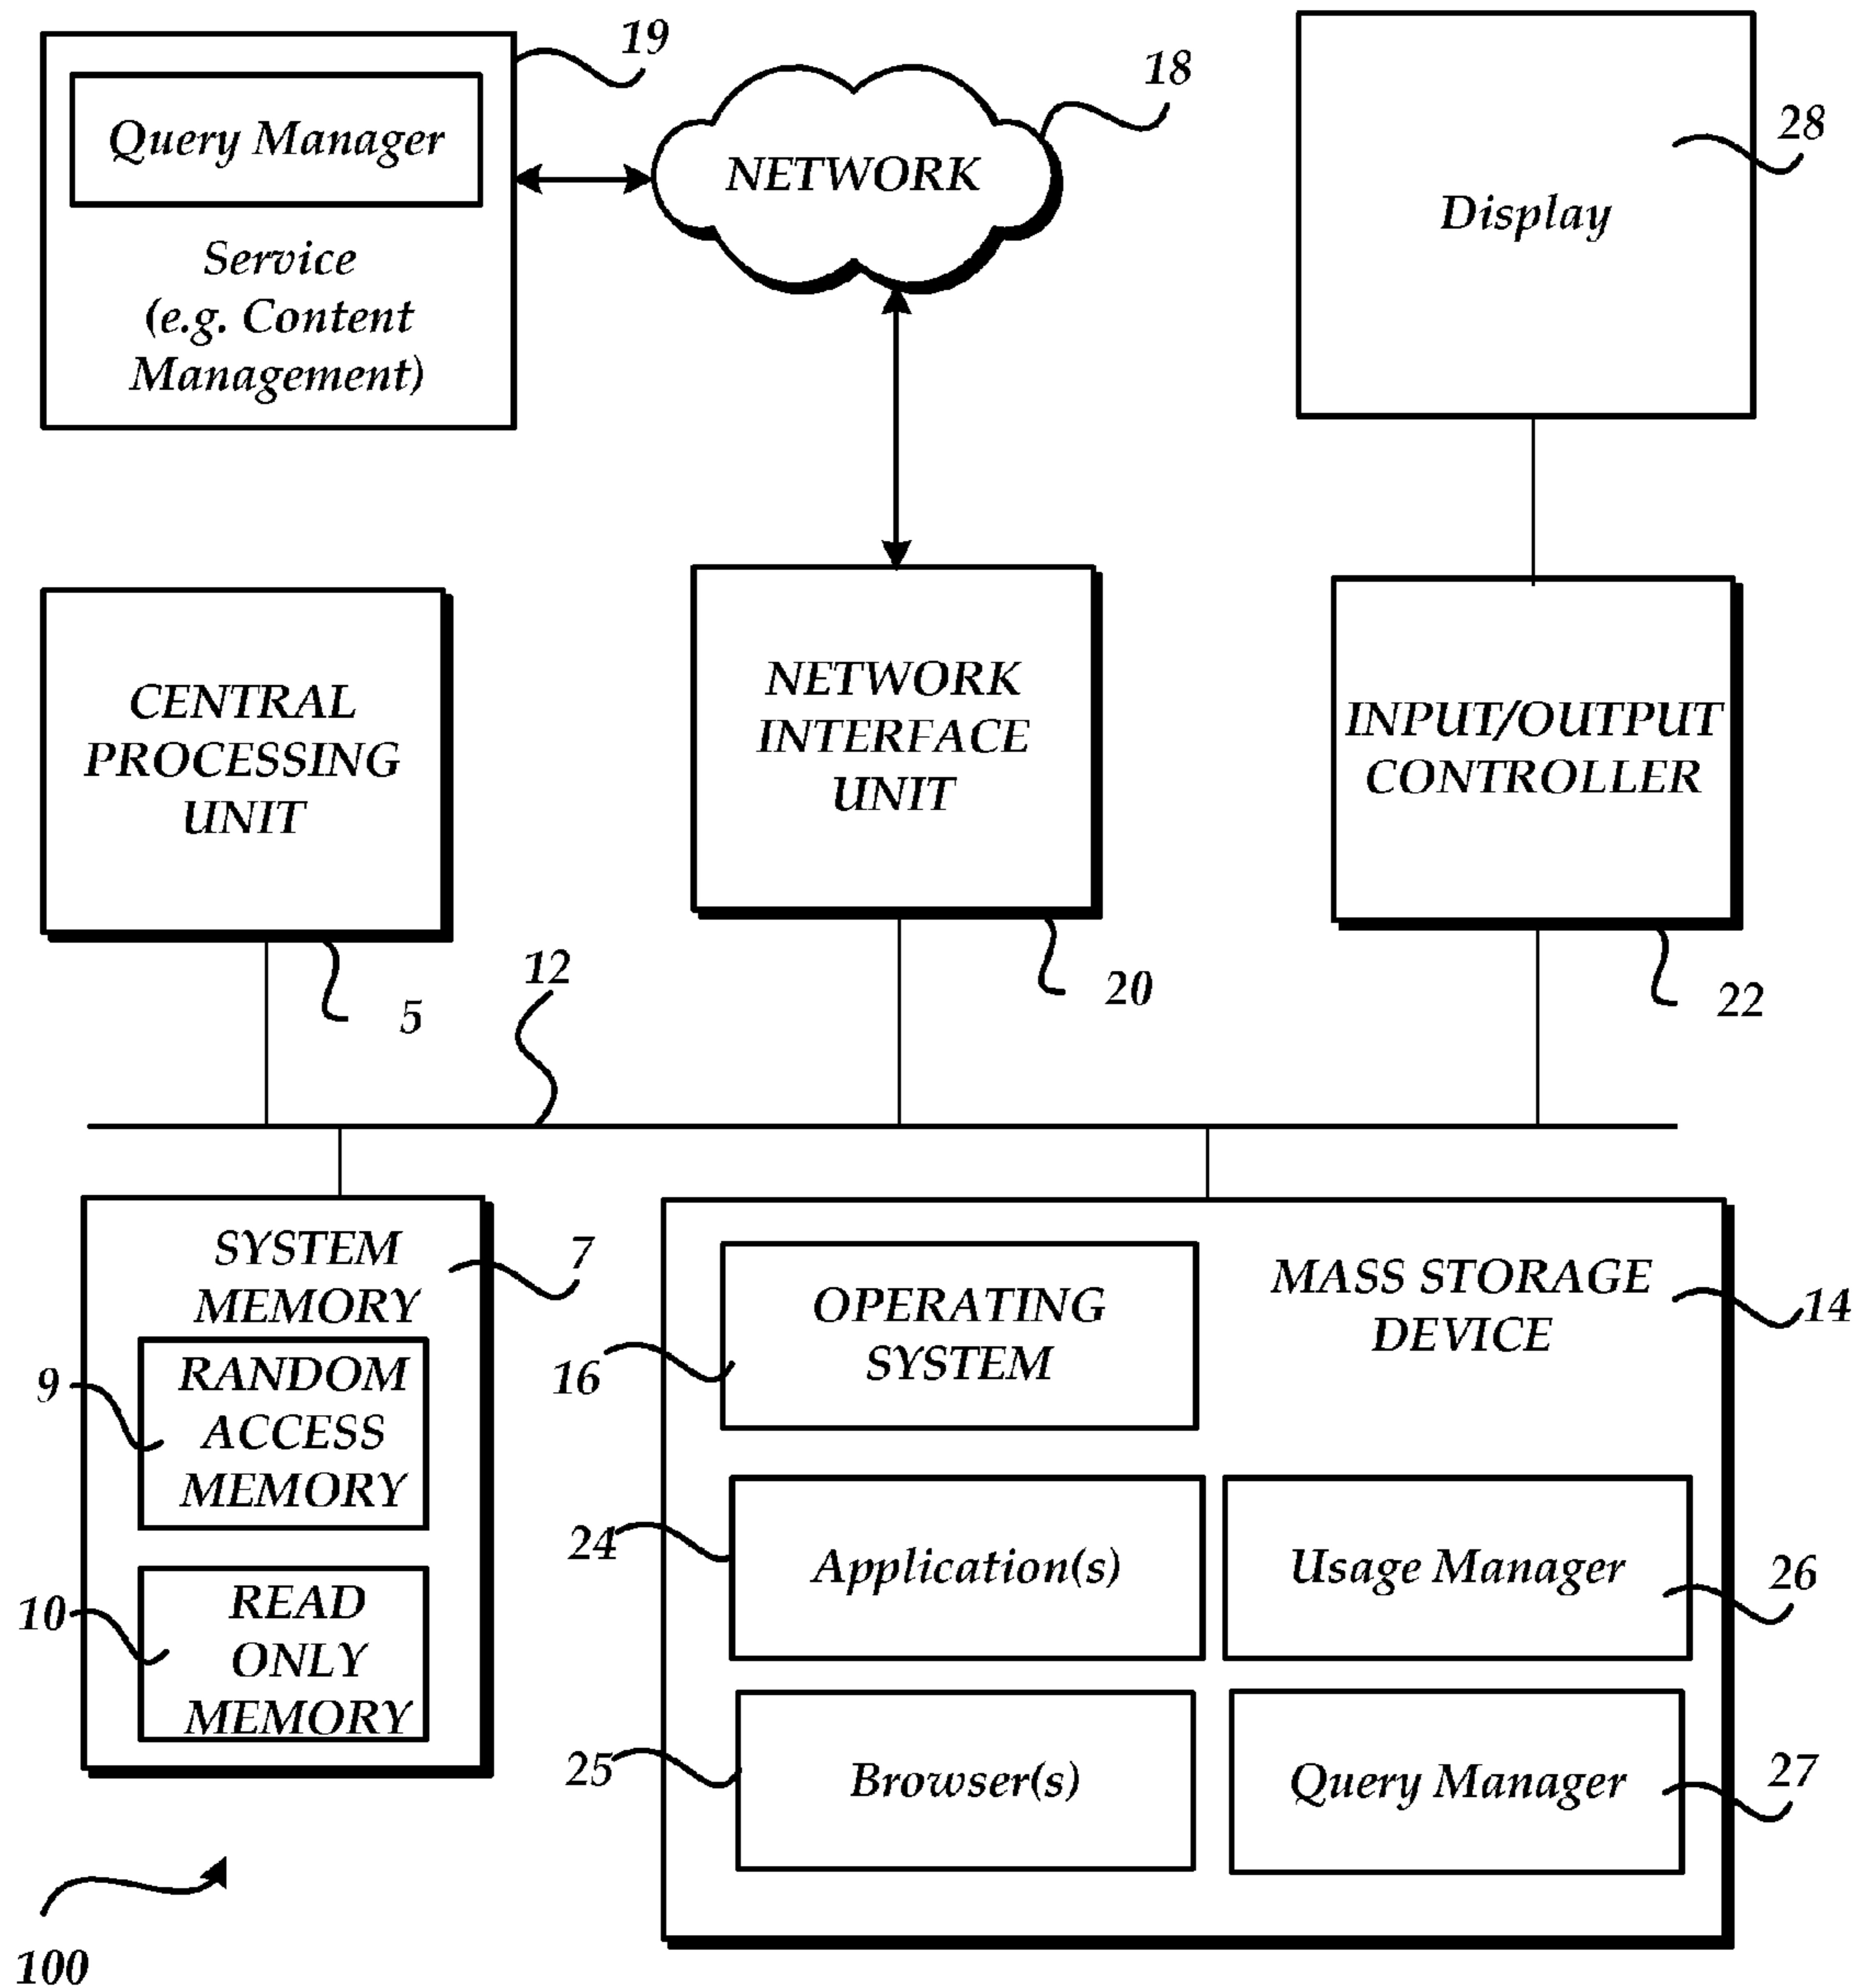 19
Query Manager
Service
(e.g. Content
Management)
NETWORK
18
Display
28
CENTRAL
PROCESSING
UNIT
5
NETWORK
INTERFACE
UNIT
20
INPUT/OUTPUT
CONTROLLER
22
12
SYSTEM
MEMORY
7
RANDOM
ACCESS
MEMORY
9
READ
ONLY
MEMORY
10
MASS STORAGE
DEVICE
14
OPERATING
SYSTEM
16
24
Application(s)
Usage Manager
26
25
Browser(s)
Query Manager
27
100